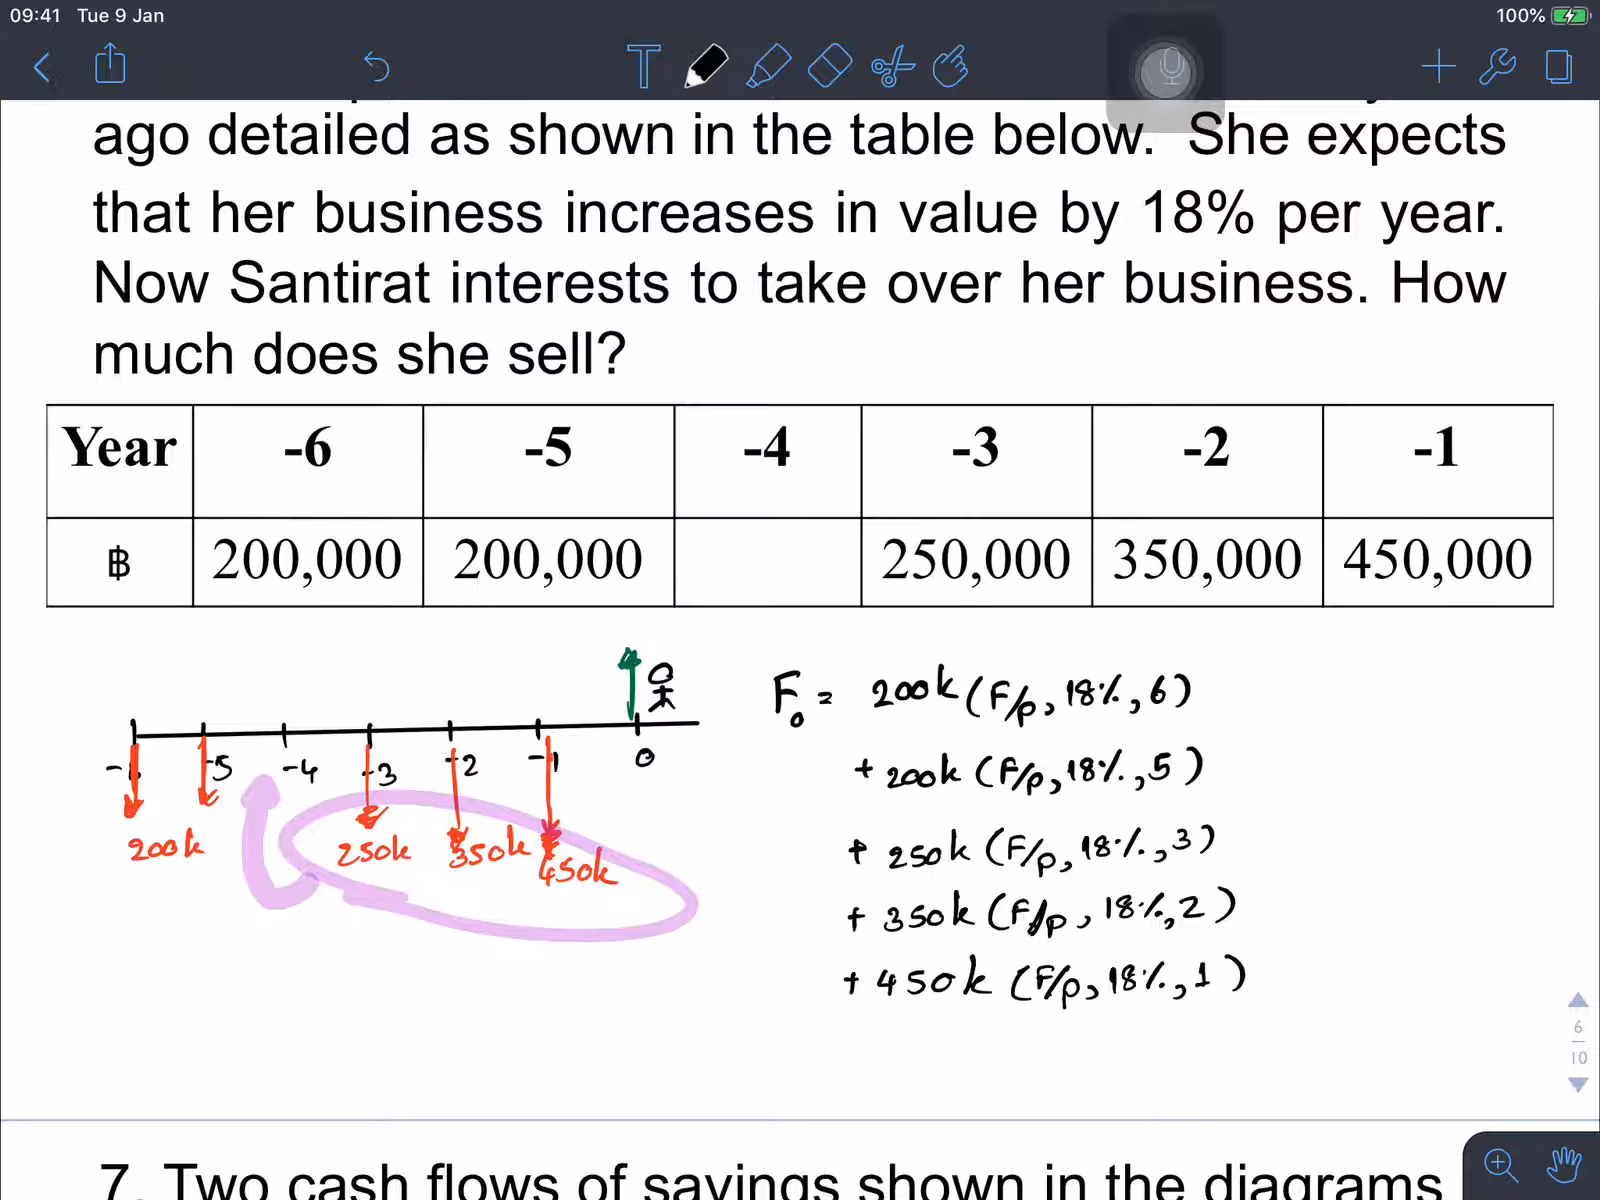 09:41 Tue 9 Jan 100%
ago detailed as shown in the table below. She expects
that her business increases in value by 18% per year.
Now Santirat interests to take over her business. How
much does she sell?
Year -6 -5 -4 -3 -2 -1
฿ 200,000 200,000 250,000 350,000 450,000
-5 -4 -3 -2 -1 0
200k 250k 350k 450k
F₀ = 200k (F/p, 18%, 6)
+ 200k (F/p, 18%, 5)
+ 250k (F/p, 18%, 3)
+ 350k (F/p, 18%, 2)
+ 450k (F/p, 18%, 1)
6
10
7. Two cash flows of savings shown in the diagrams